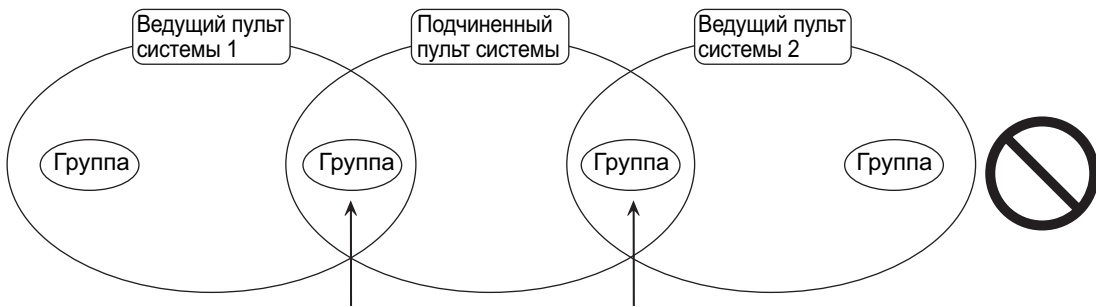 Ведущий пульт
системы 1
Подчиненный
пульт системы
Ведущий пульт
системы 2
Группа
Группа
Группа
Группа